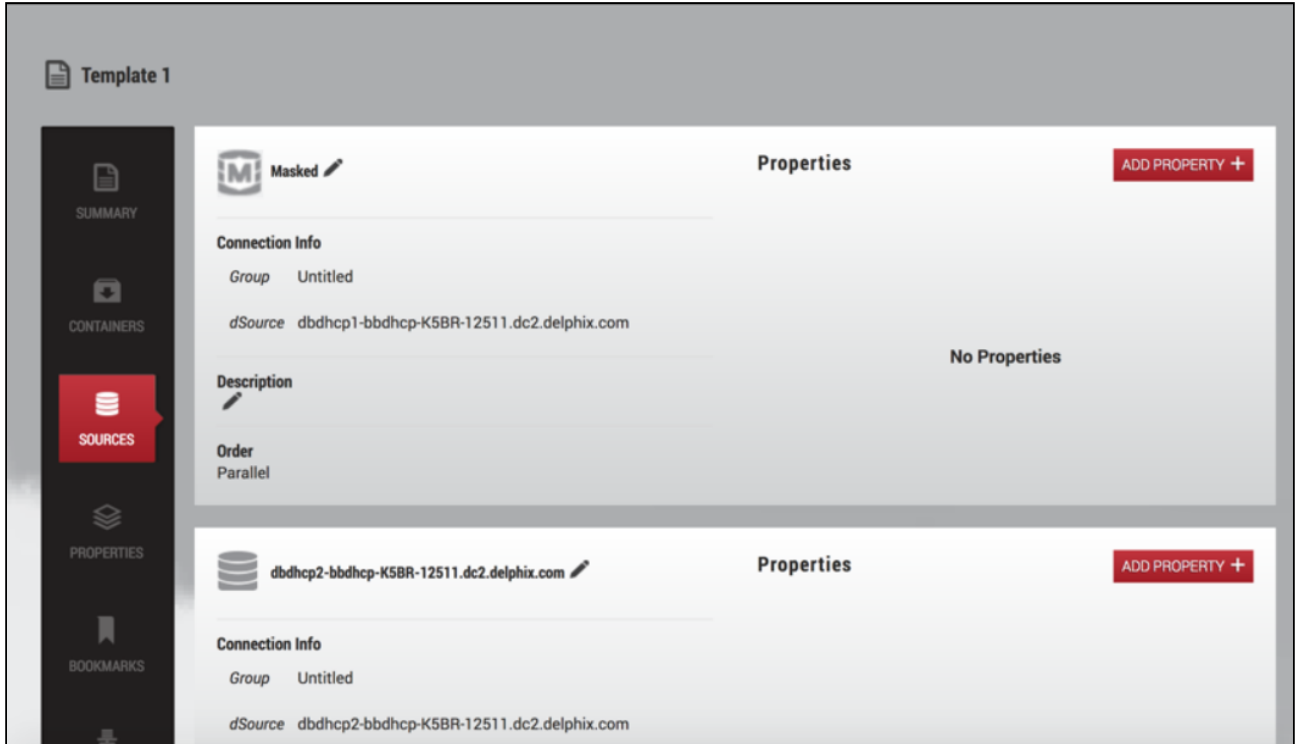 Template 1
SUMMARY
CONTAINERS
SOURCES
PROPERTIES
BOOKMARKS
M
Masked
Properties
ADD PROPERTY +
Connection Info
Group Untitled
dSource dbdhcp1-bbdhcp-K5BR-12511.dc2.delphix.com
No Properties
Description
Order
Parallel
dbdhcp2-bbdhcp-K5BR-12511.dc2.delphix.com
Properties
ADD PROPERTY +
Connection Info
Group Untitled
dSource dbdhcp2-bbdhcp-K5BR-12511.dc2.delphix.com